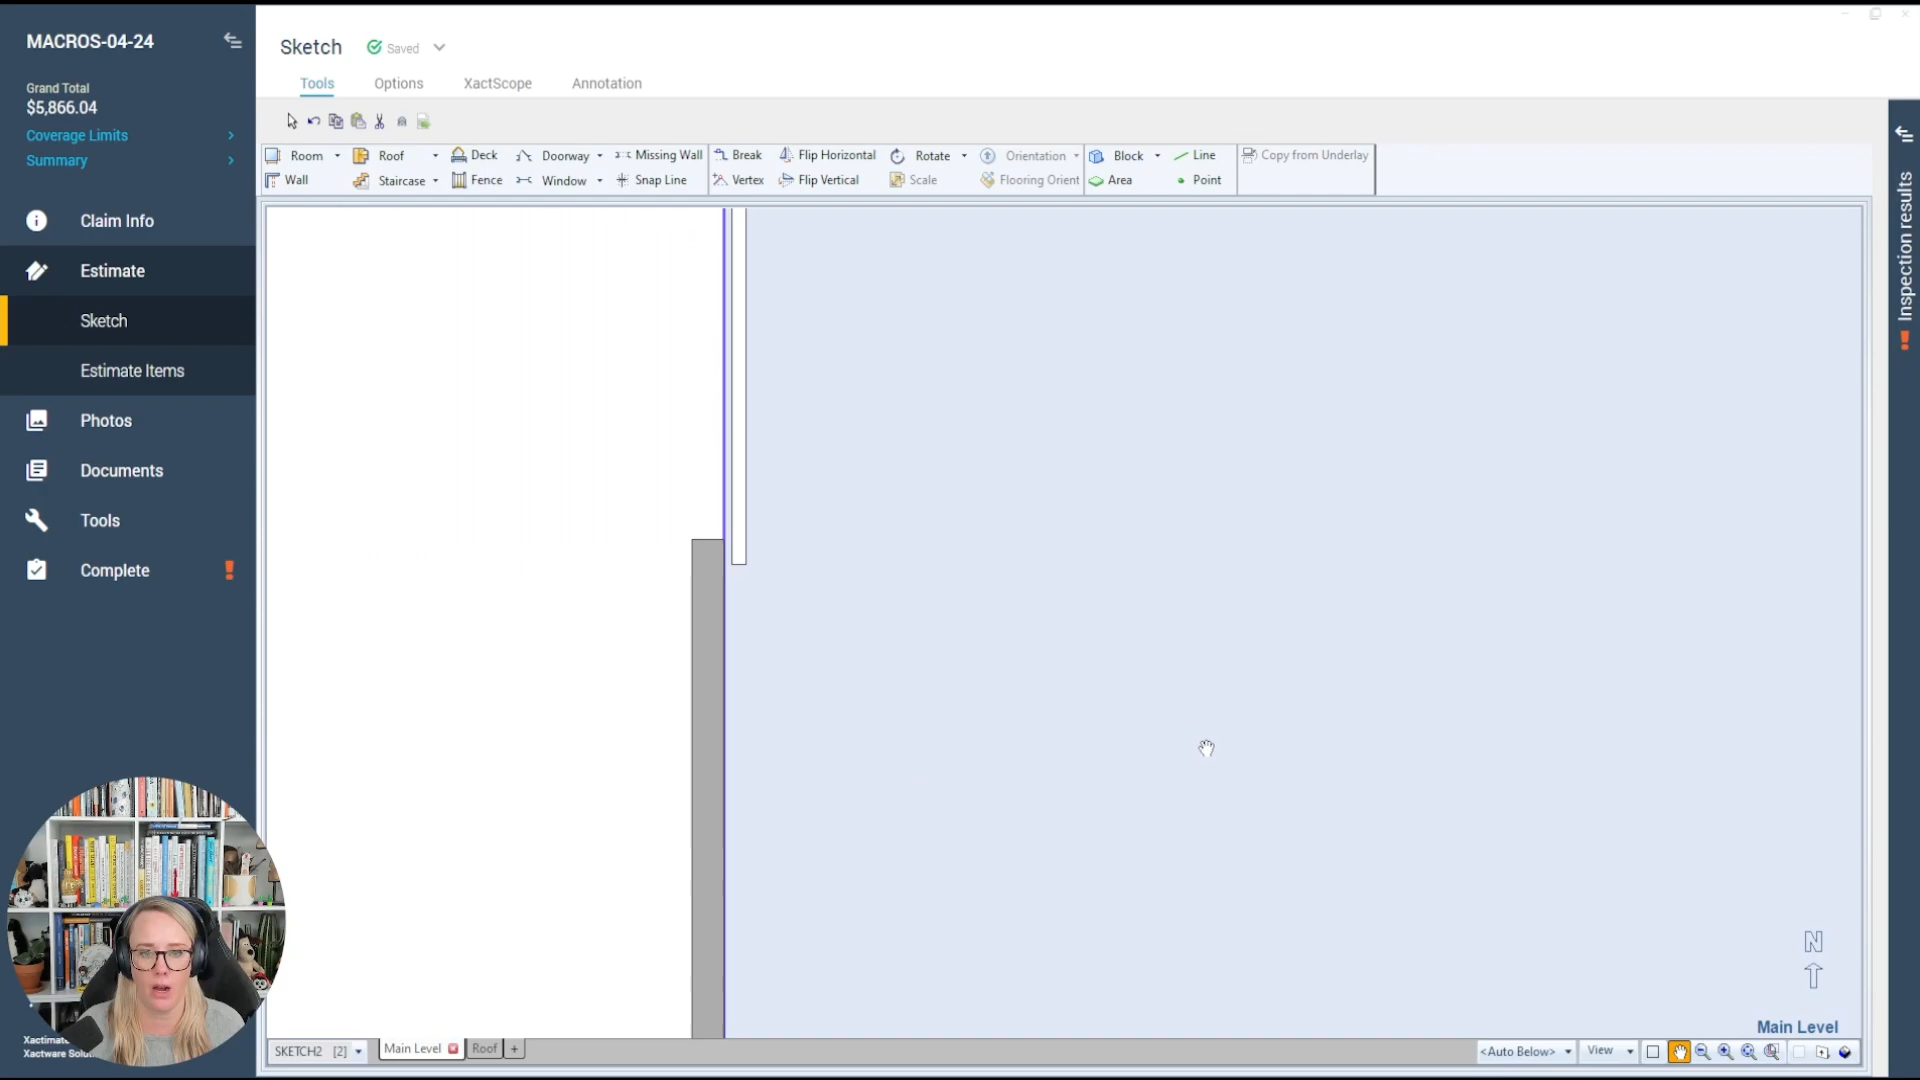 MACROS-04-24
Grand Total
$5,866.04
Coverage Limits
Summary
Claim Info
Estimate
Sketch
Estimate Items
Photos
Documents
Tools
Complete
Sketch
Saved
Tools
Options
XactScope
Annotation
Room
Roof
Deck
Doorway
Missing Wall
Break
Flip Horizontal
Rotate
Orientation
Block
Line
Copy from Underlay
Wall
Staircase
Fence
Window
Snap Line
Vertex
Flip Vertical
Scale
Flooring Orient
Area
Point
Inspection results
N
Main Level
SKETCH2 [2]
Main Level
Roof
+
<Auto Below>
View